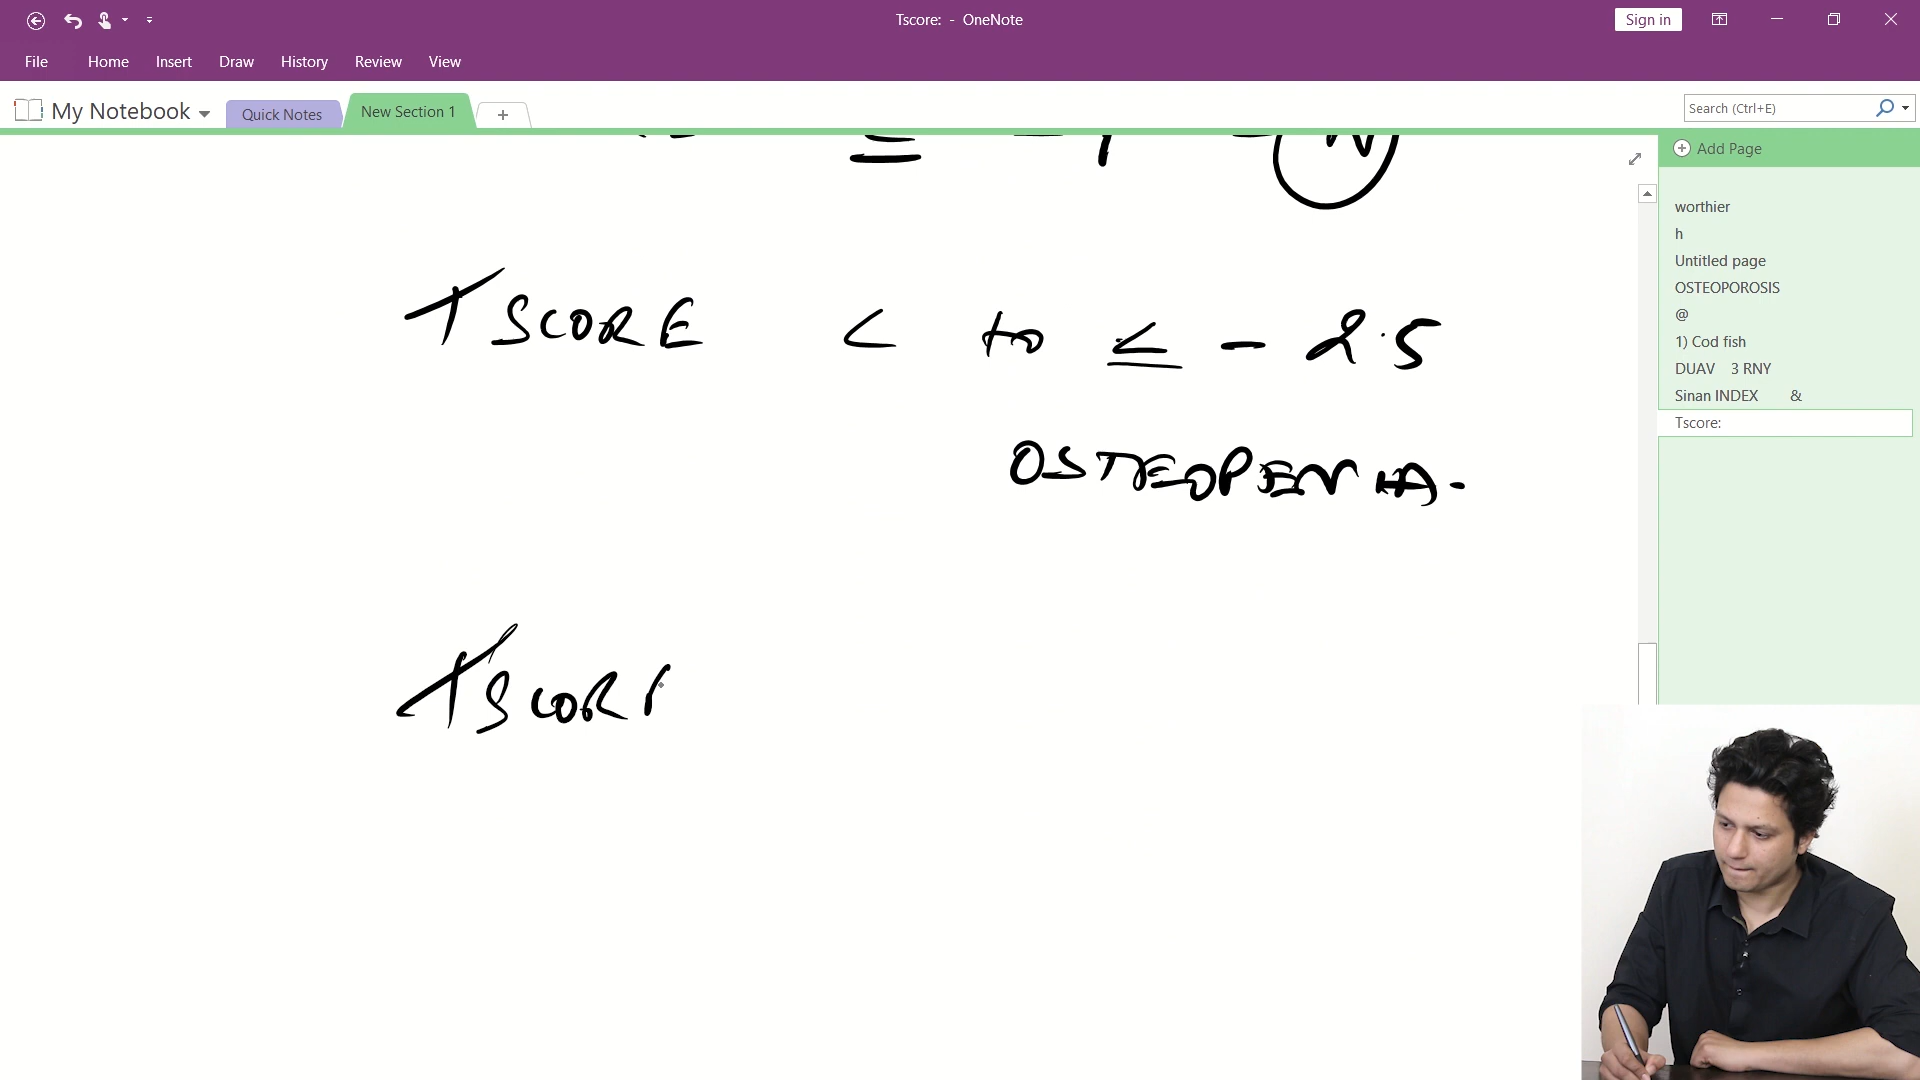 Tscore: - OneNote
Sign in
File Home Insert Draw History Review View
My Notebook Quick Notes New Section 1 +
Search (Ctrl+E)
Add Page
worthier
h
Untitled page
OSTEOPOROSIS
@
1) Cod fish
DUAV 3 RNY
Sinan INDEX &
Tscore:
- 1 - N
T SCORE < to ≤ - 2.5
OSTEOPENIA.
T SCOR